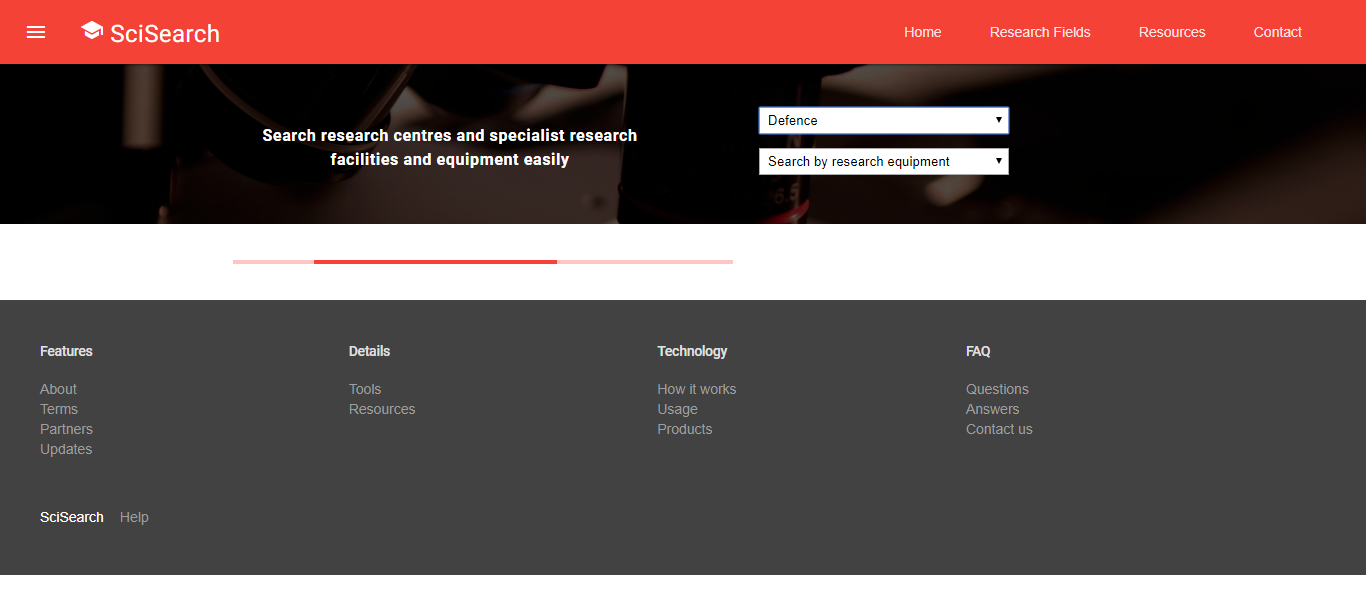 SciSearch
Home
Research Fields
Resources
Contact
Search research centres and specialist research
facilities and equipment easily
Defence
Search by research equipment
Features
About
Terms
Partners
Updates
Details
Tools
Resources
Technology
How it works
Usage
Products
FAQ
Questions
Answers
Contact us
SciSearch
Help